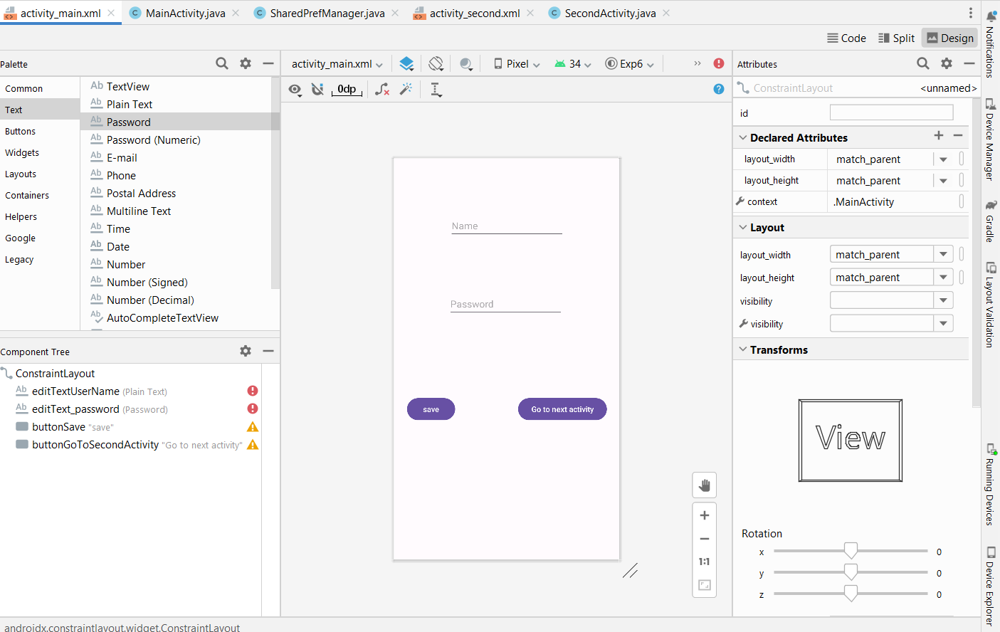 activity_main.xml MainActivity.java SharedPrefManager.java activity_second.xml SecondActivity.java
Code Split Design
Palette
activity_main.xml Pixel 34 Exp6
Attributes
Common
Text
Buttons
Widgets
Layouts
Containers
Helpers
Google
Legacy
Ab TextView
Ab Plain Text
Ab Password
Ab Password (Numeric)
Ab E-mail
Ab Phone
Ab Postal Address
Ab Multiline Text
Ab Time
Ab Date
Ab Number
Ab Number (Signed)
Ab Number (Decimal)
Ab AutoCompleteTextView
0dp
Name
Password
save Go to next activity
1:1
Component Tree
ConstraintLayout
Ab editTextUserName (Plain Text)
Ab editText_password (Password)
buttonSave "save"
buttonGoToSecondActivity "Go to next activity"
ConstraintLayout <unnamed>
id
Declared Attributes
layout_width match_parent
layout_height match_parent
context .MainActivity
Layout
layout_width match_parent
layout_height match_parent
visibility
visibility
Transforms
View
Rotation
x 0
y 0
z 0
Notifications
Device Manager
Gradle
Layout Validation
Running Devices
Device Explorer
androidx.constraintlayout.widget.ConstraintLayout